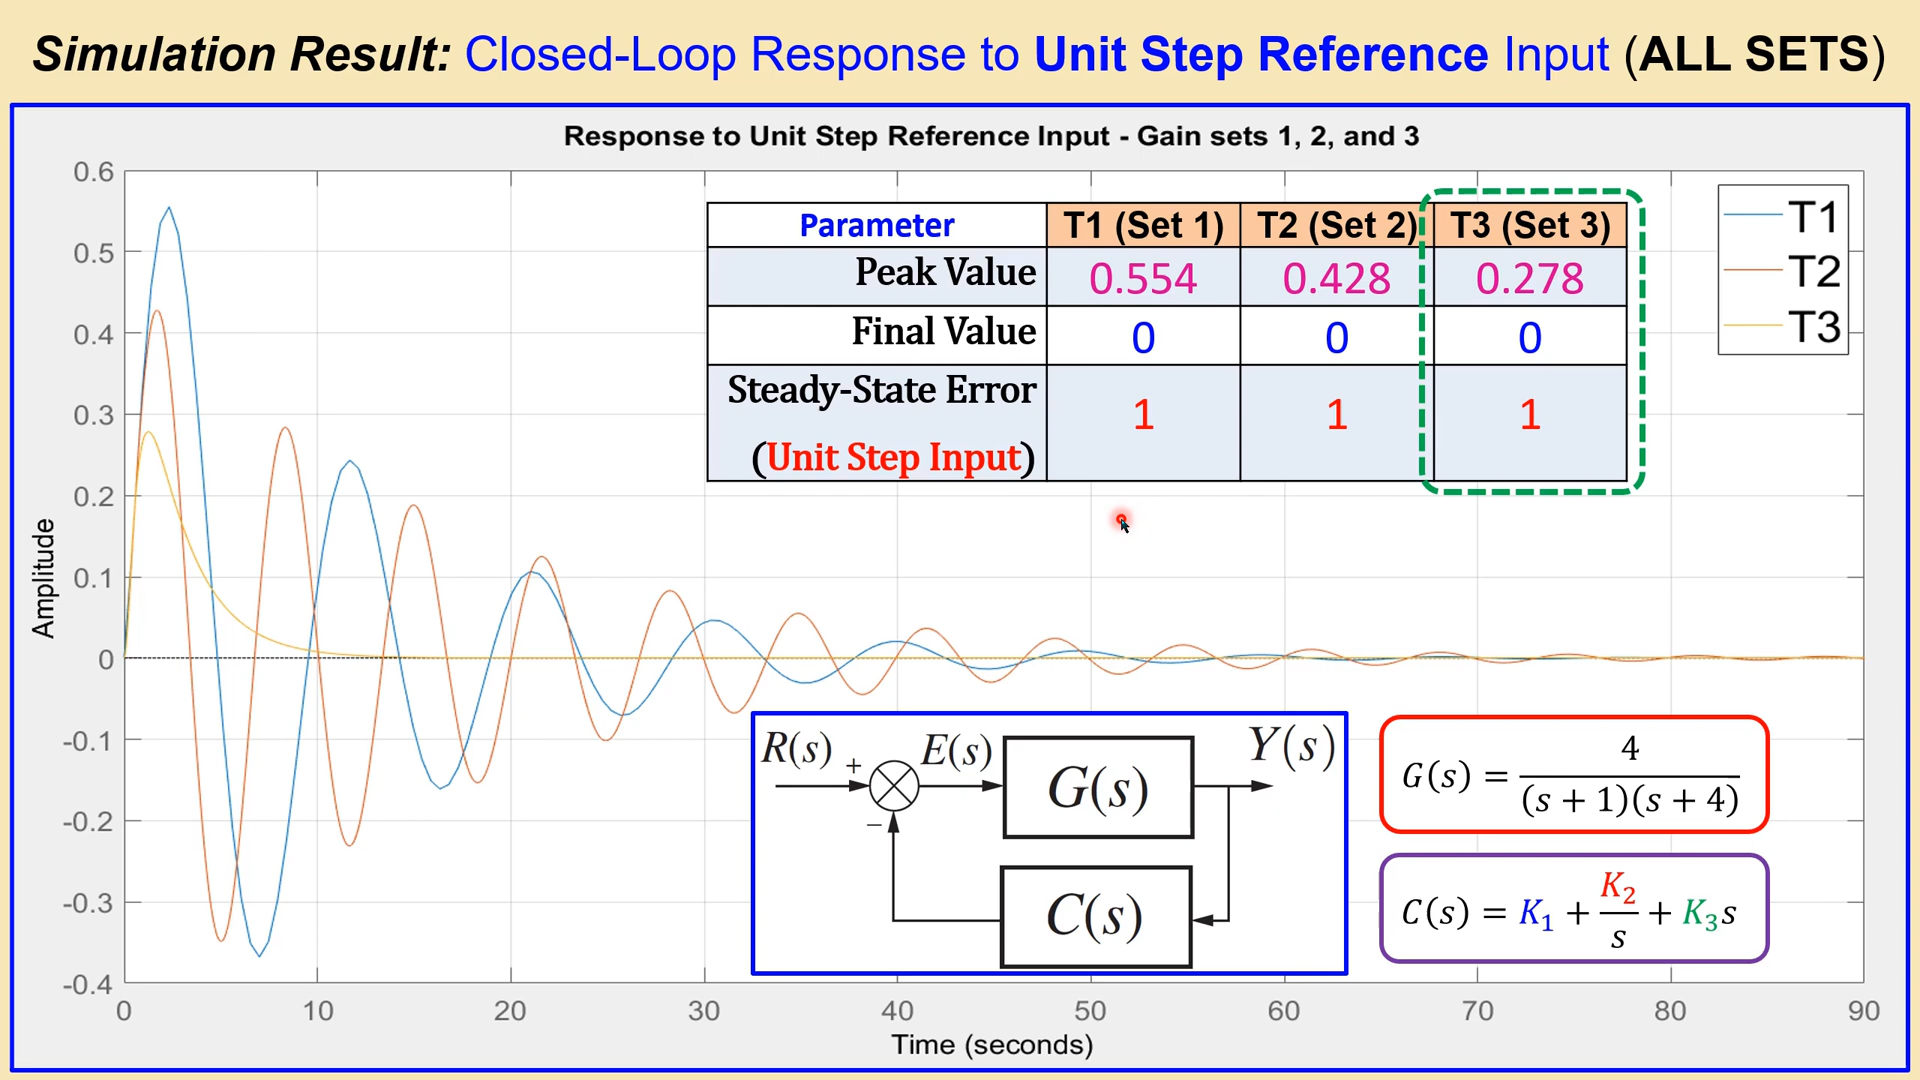 Simulation Result: Closed-Loop Response to Unit Step Reference Input (ALL SETS)
Response to Unit Step Reference Input - Gain sets 1, 2, and 3
0.6
0.5
0.4
0.3
0.2
0.1
0
-0.1
-0.2
-0.3
-0.4
Amplitude
0 10 20 30 40 50 60 70 80 90
Time (seconds)
Parameter T1 (Set 1) T2 (Set 2) T3 (Set 3)
Peak Value 0.554 0.428 0.278
Final Value 0 0 0
Steady-State Error
(Unit Step Input) 1 1 1
T1
T2
T3
R(s) + E(s) G(s) Y(s)
−
C(s)
G(s) = 4 / (s + 1)(s + 4)
C(s) = K₁ + K₂/s + K₃s